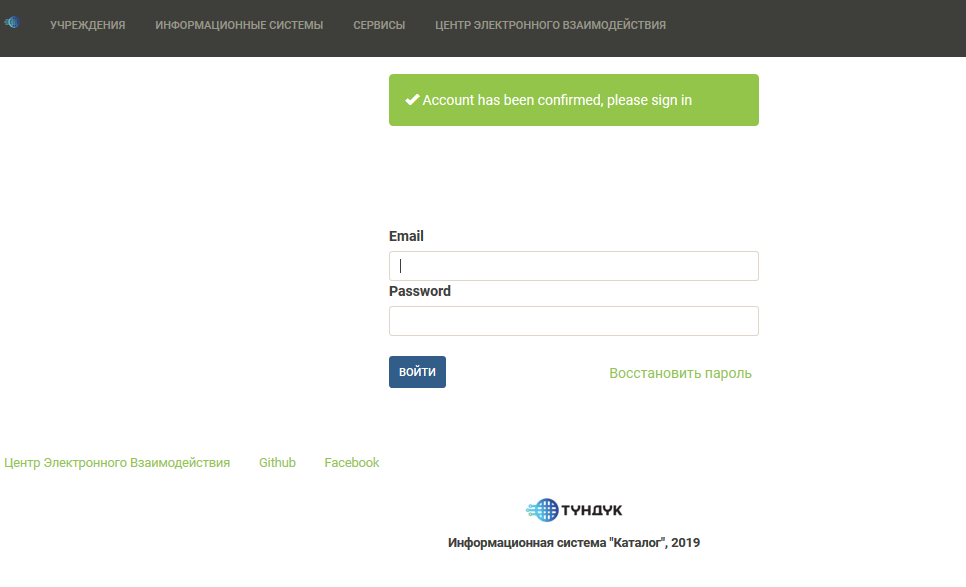 УЧРЕЖДЕНИЯ ИНФОРМАЦИОННЫЕ СИСТЕМЫ СЕРВИСЫ ЦЕНТР ЭЛЕКТРОННОГО ВЗАИМОДЕЙСТВИЯ
Account has been confirmed, please sign in
Email
Password
ВОЙТИ Восстановить пароль
Центр Электронного Взаимодействия Github Facebook
ТҮНДҮК
Информационная система "Каталог", 2019